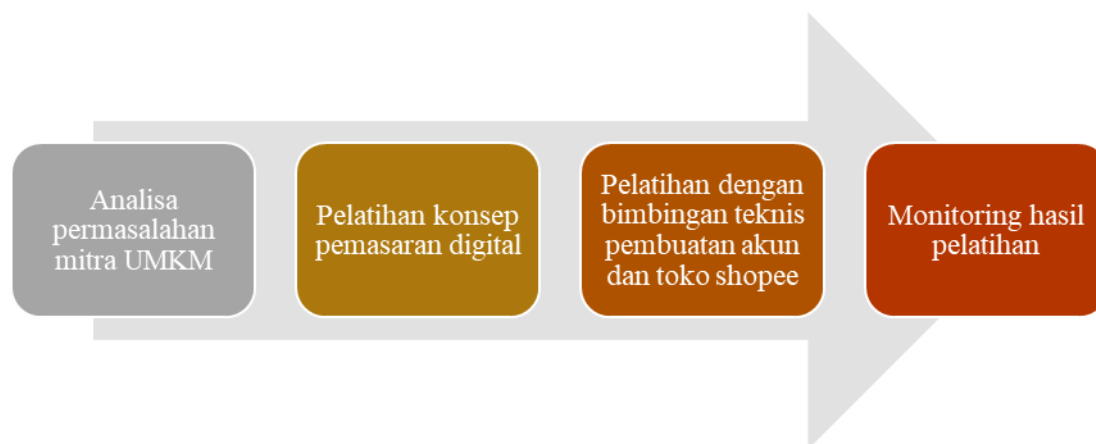 Analisa
permasalahan
mitra UMKM
Pelatihan konsep
pemasaran digital
Pelatihan dengan
bimbingan teknis
pembuatan akun
dan toko shopee
Monitoring hasil
pelatihan